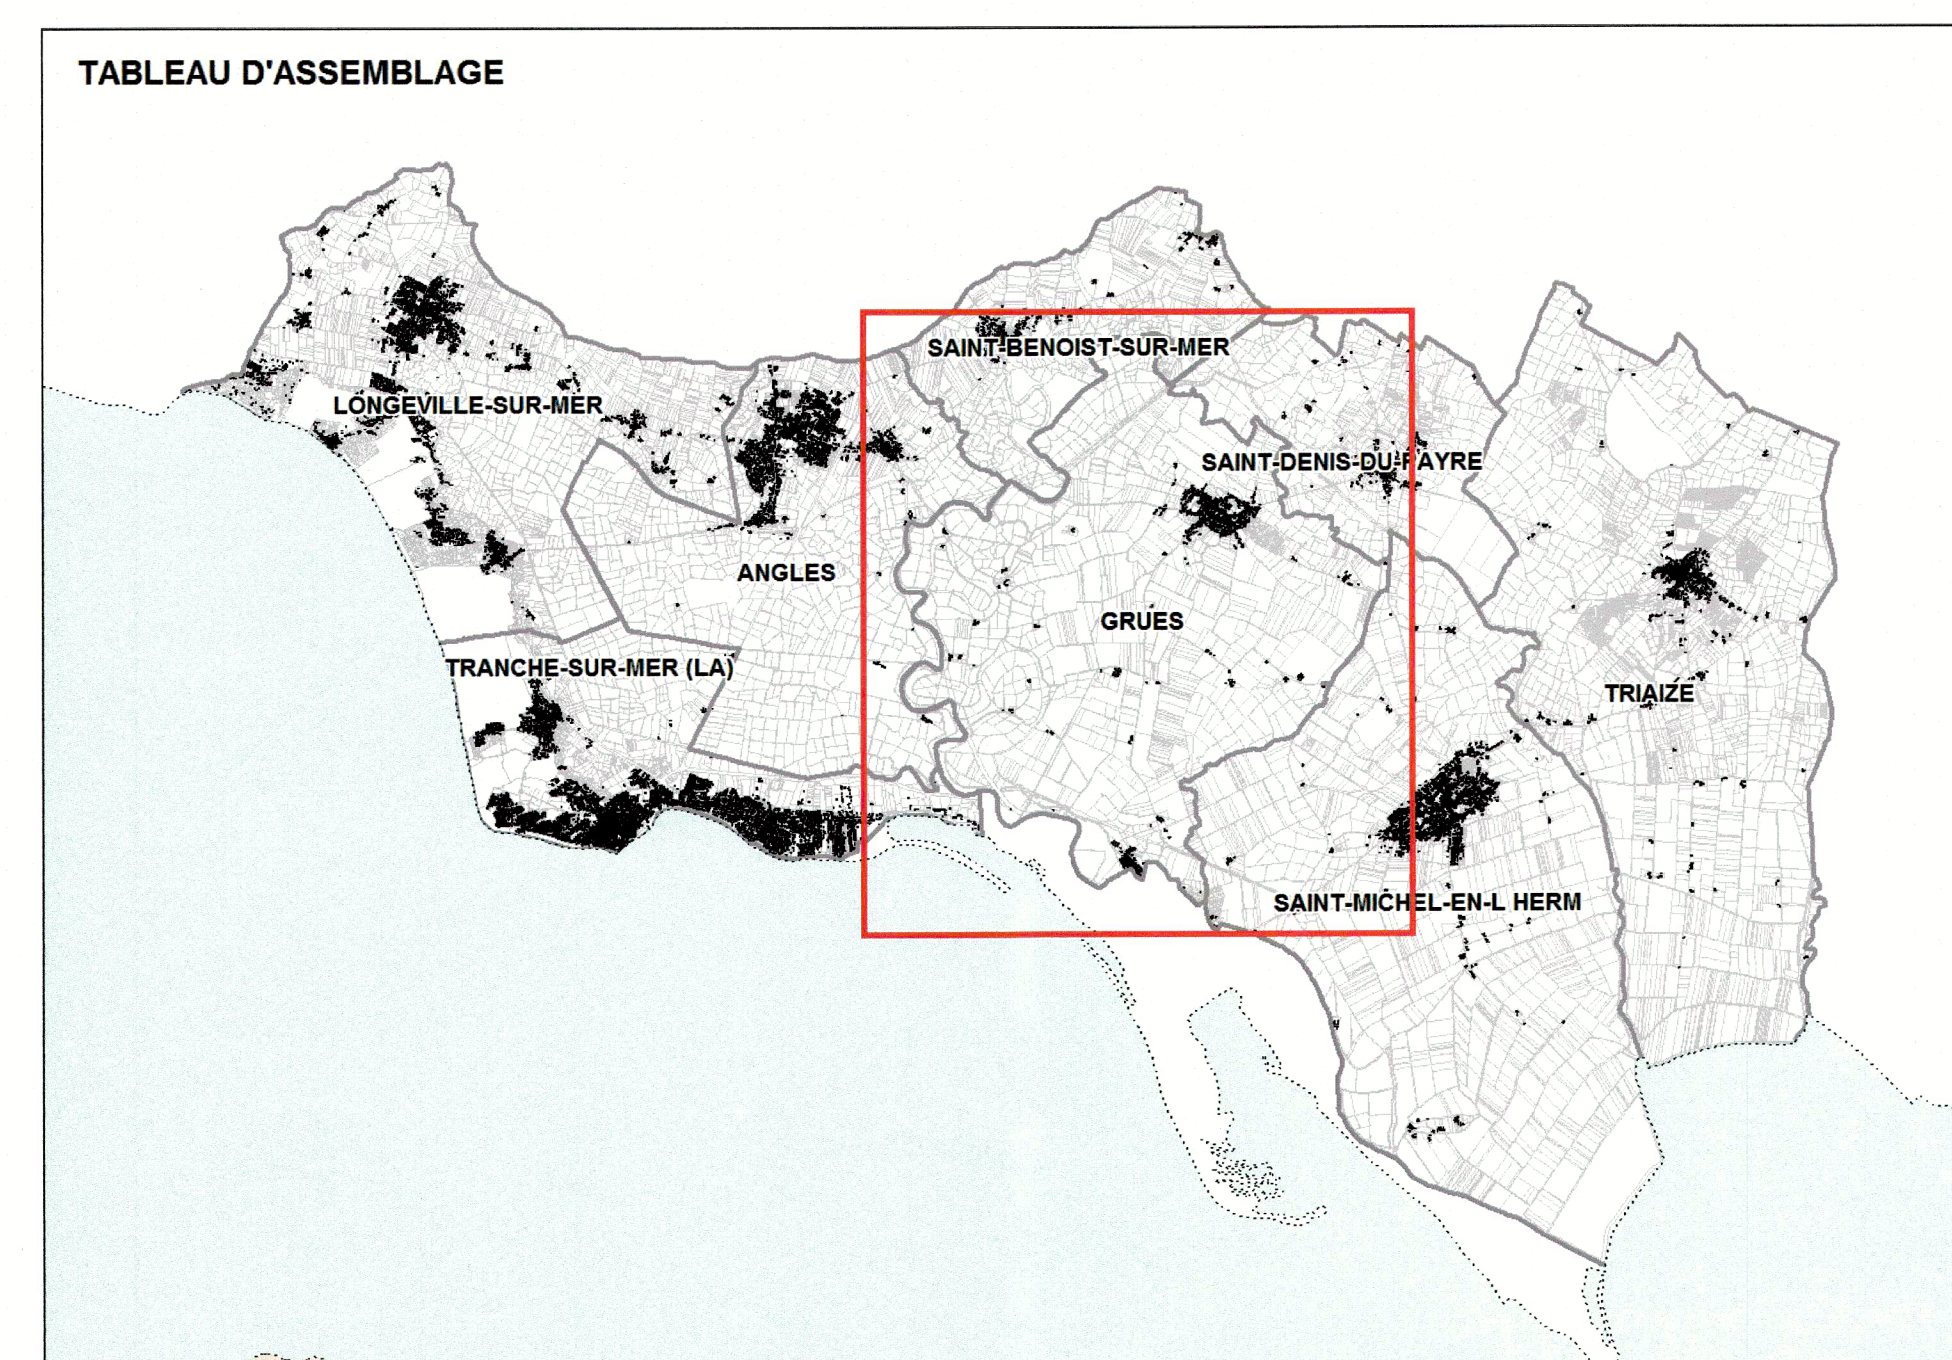 TABLEAU D'ASSEMBLAGE
SAINT-BENOIST-SUR-MER
LONGEVILLE-SUR-MER
SAINT-DENIS-DU-PAYRE
ANGLES
GRUES
TRANCHE-SUR-MER (LA)
TRIAIZE
SAINT-MICHEL-EN-L HERM